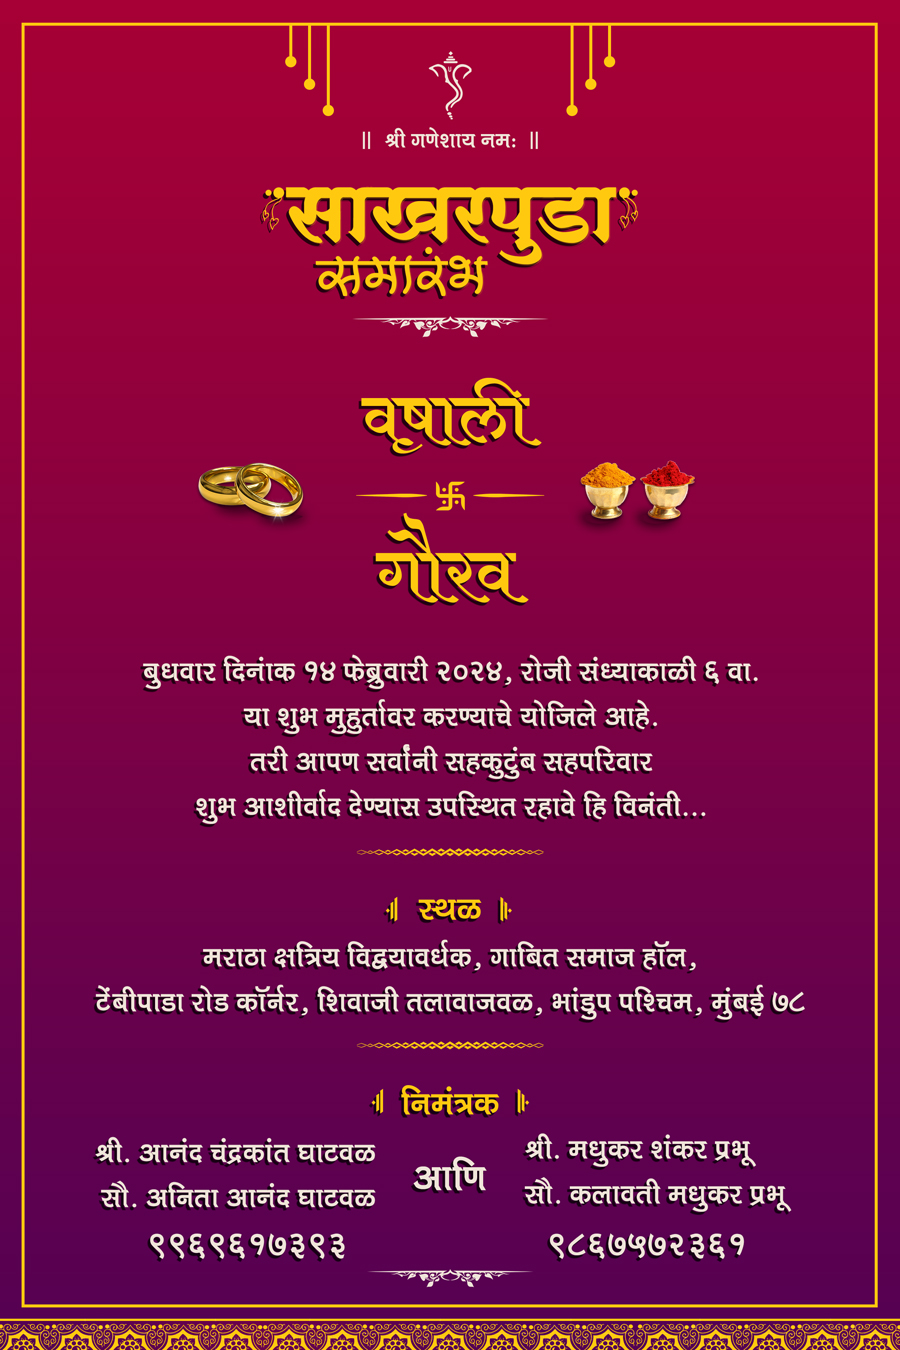 ॥ श्री गणेशाय नमः ॥
साखरपुडा
समारंभ
वृषाली
卐
गौरव
बुधवार दिनांक १४ फेब्रुवारी २०२४, रोजी संध्याकाळी ६ वा.
या शुभ मुहुर्तावर करण्याचे योजिले आहे.
तरी आपण सर्वांनी सहकुटुंब सहपरिवार
शुभ आशीर्वाद देण्यास उपस्थित रहावे हि विनंती...
स्थळ
मराठा क्षत्रिय विद्वयावर्धक, गाबित समाज हॉल,
टेंबीपाडा रोड कॉर्नर, शिवाजी तलावाजवळ, भांडुप पश्चिम, मुंबई ७८
निमंत्रक
श्री. आनंद चंद्रकांत घाटवळ
सौ. अनिता आनंद घाटवळ
९९६९६१७३९३
आणि
श्री. मधुकर शंकर प्रभू
सौ. कलावती मधुकर प्रभू
९८६७५७२३६१